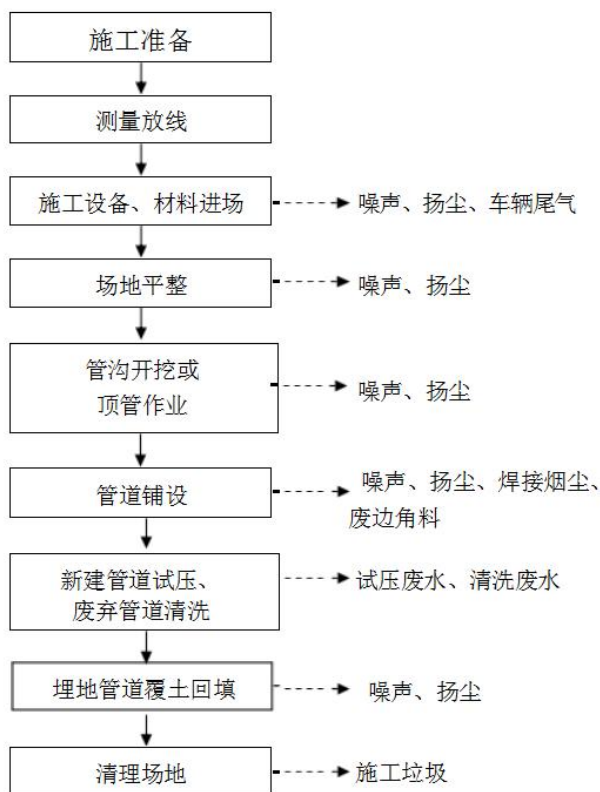 施工准备
测量放线
施工设备、材料进场
噪声、扬尘、车辆尾气
场地平整
噪声、扬尘
管沟开挖或
顶管作业
噪声、扬尘
管道铺设
噪声、扬尘、焊接烟尘、
废边角料
新建管道试压、
废弃管道清洗
试压废水、清洗废水
埋地管道覆土回填
噪声、扬尘
清理场地
施工垃圾